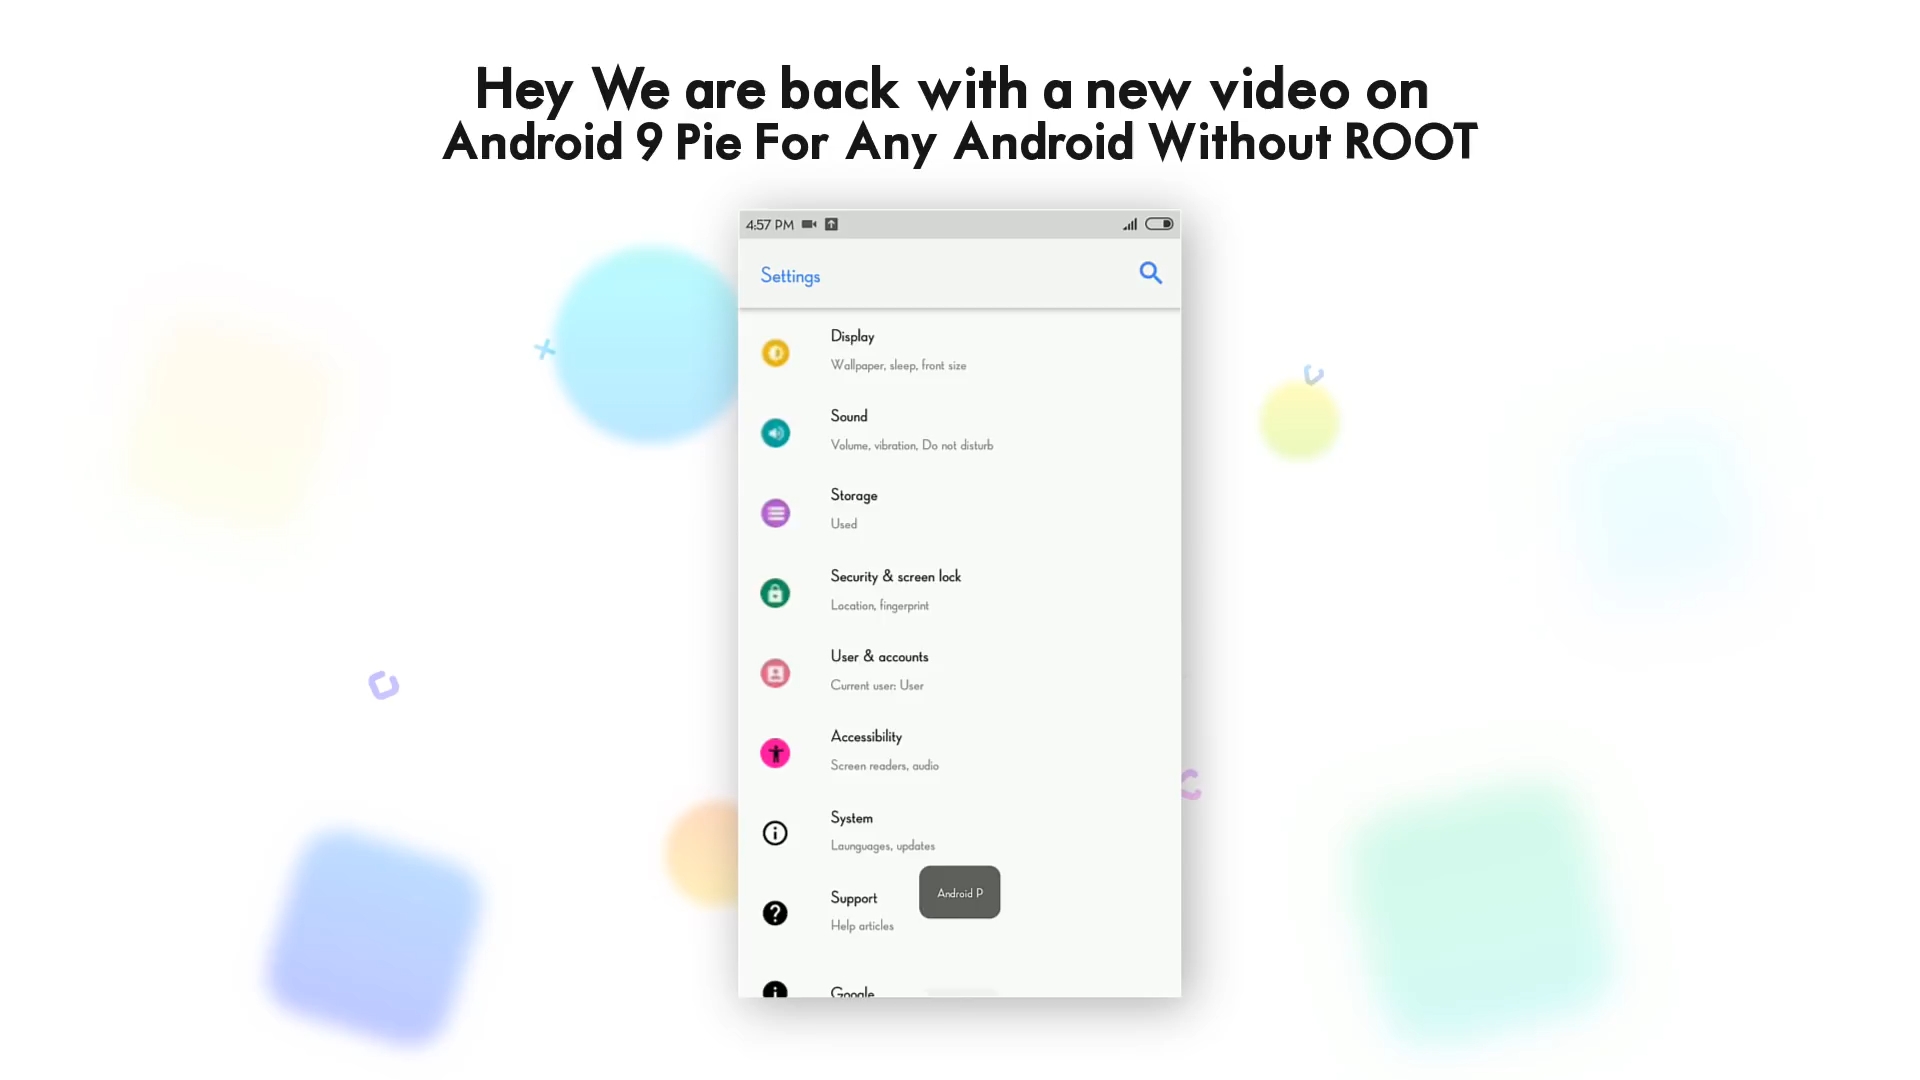 Hey We are back with a new video on
Android 9 Pie For Any Android Without ROOT
4:57 PM
Settings
Display
Wallpaper, sleep, front size
Sound
Volume, vibration, Do not disturb
Storage
Used
Security & screen lock
Location, fingerprint
User & accounts
Current user: User
Accessibility
Screen readers, audio
System
Launguages, updates
Support
Android P
Help articles
Google